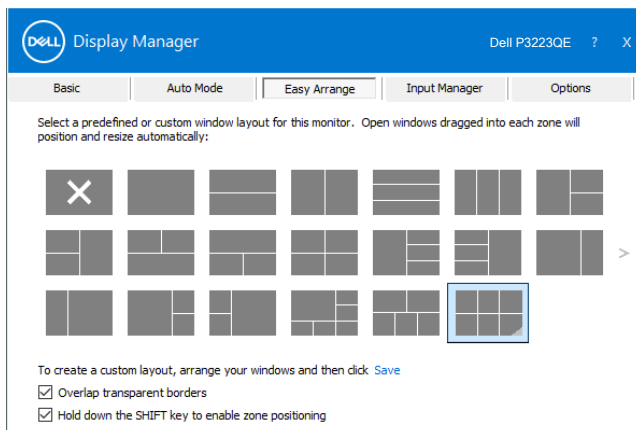 DELL Display Manager
Dell P3223QE ? X
Basic Auto Mode Easy Arrange Input Manager Options
Select a predefined or custom window layout for this monitor. Open windows dragged into each zone will
position and resize automatically:
>
To create a custom layout, arrange your windows and then click Save
Overlap transparent borders
Hold down the SHIFT key to enable zone positioning